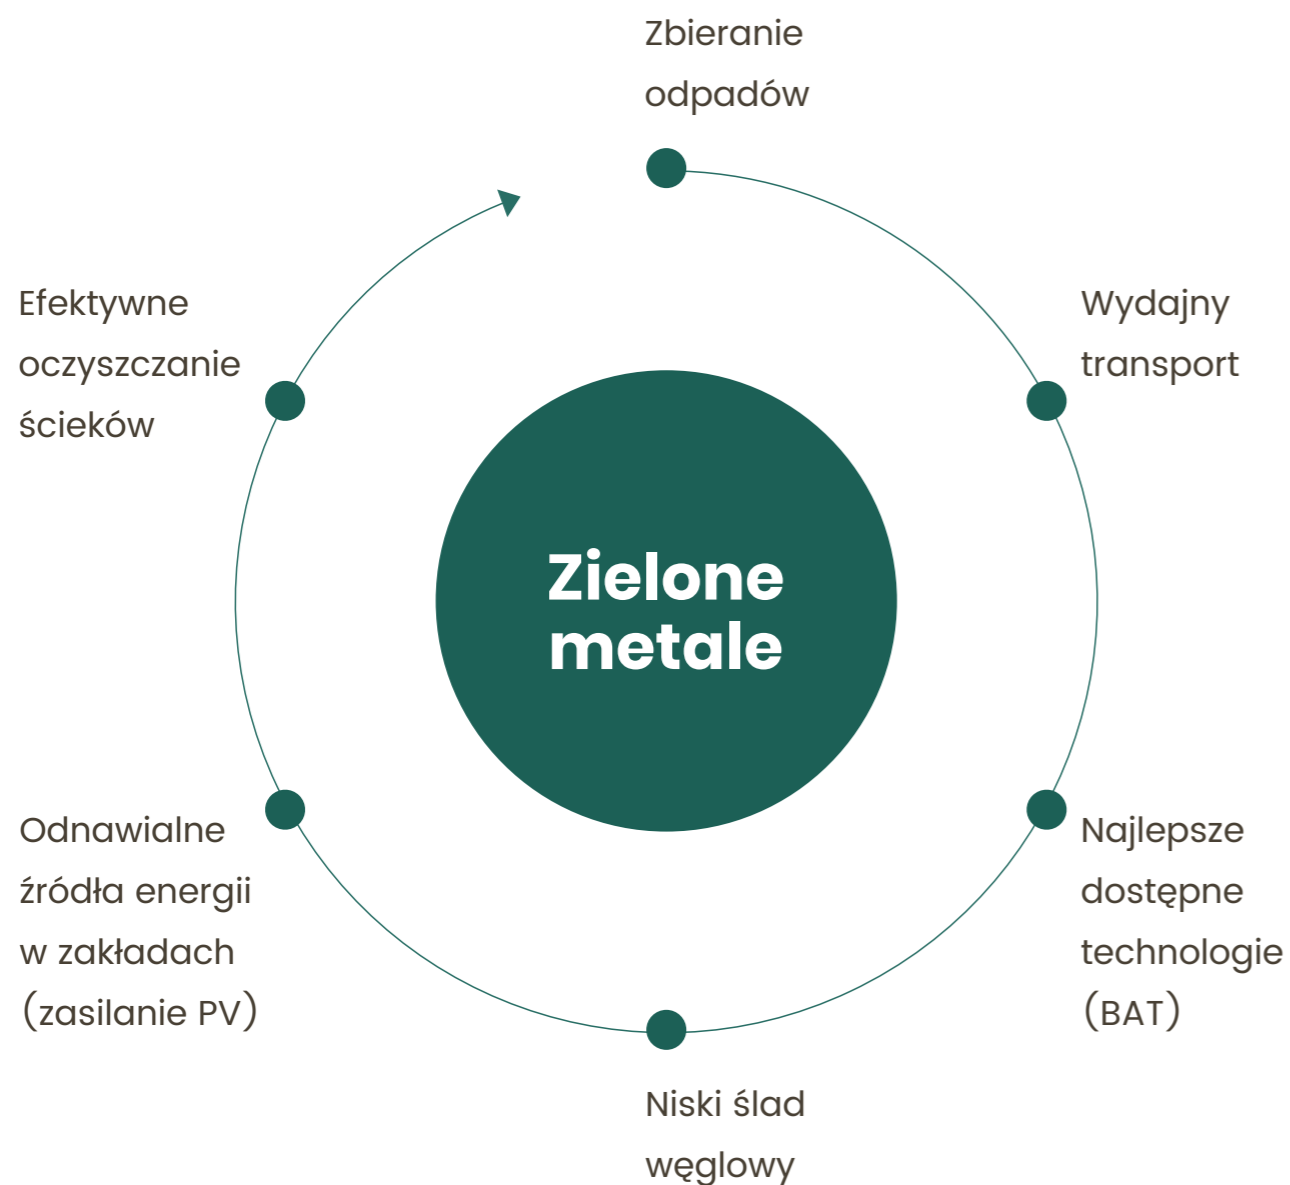 Zbieranie
odpadów
Wydajny
transport
Najlepsze
dostępne
technologie
(BAT)
Niski ślad
węglowy
Odnawialne
źródła energii
w zakładach
(zasilanie PV)
Efektywne
oczyszczanie
ścieków
Zielone
metale